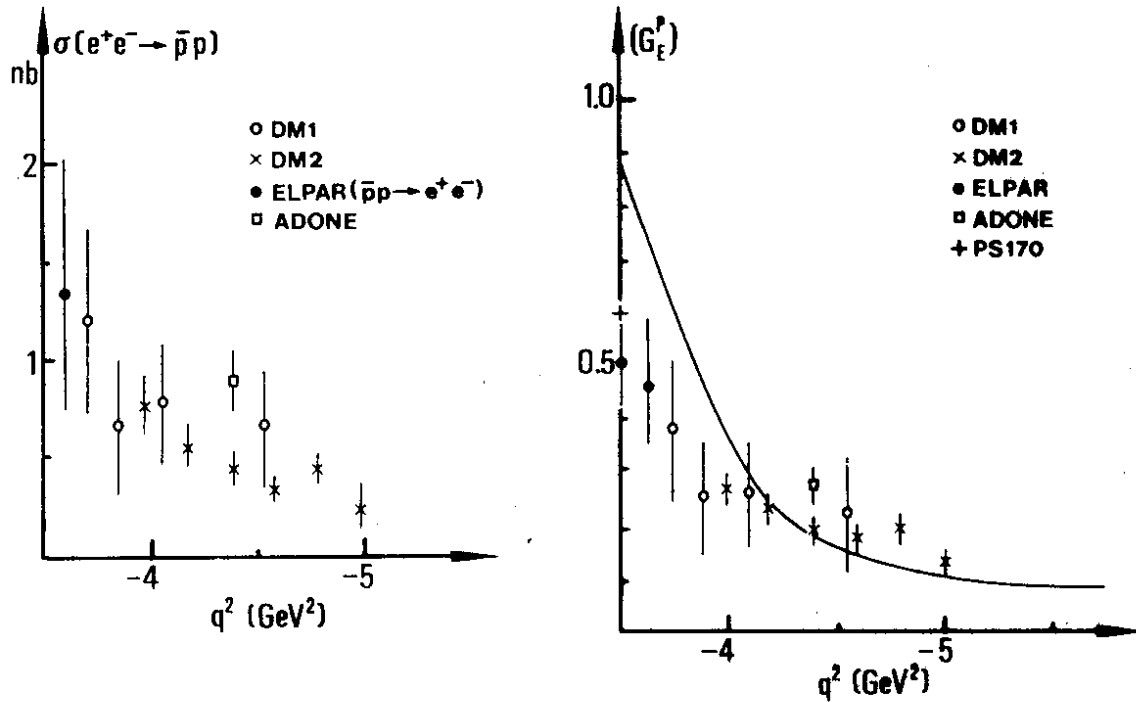 σ(e⁺e⁻→p̄p)
nb
○ DM1
× DM2
● ELPAR(p̄p→e⁺e⁻)
□ ADONE
2
1
-4
-5
q² (GeV²)
(G_E^P)
1.0
○ DM1
× DM2
● ELPAR
□ ADONE
+ PS170
0.5
-4
-5
q² (GeV²)